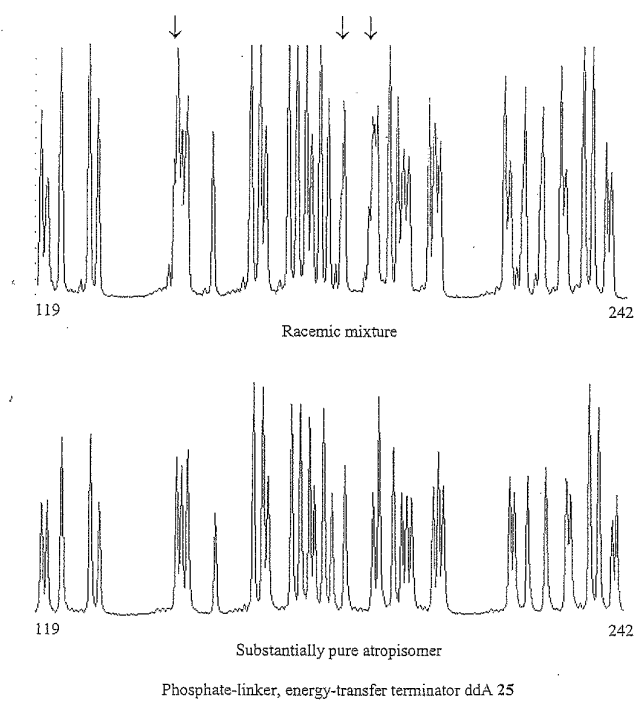 119
242
Racemic mixture
119
242
Substantially pure atropisomer
Phosphate-linker, energy-transfer terminator ddA 25